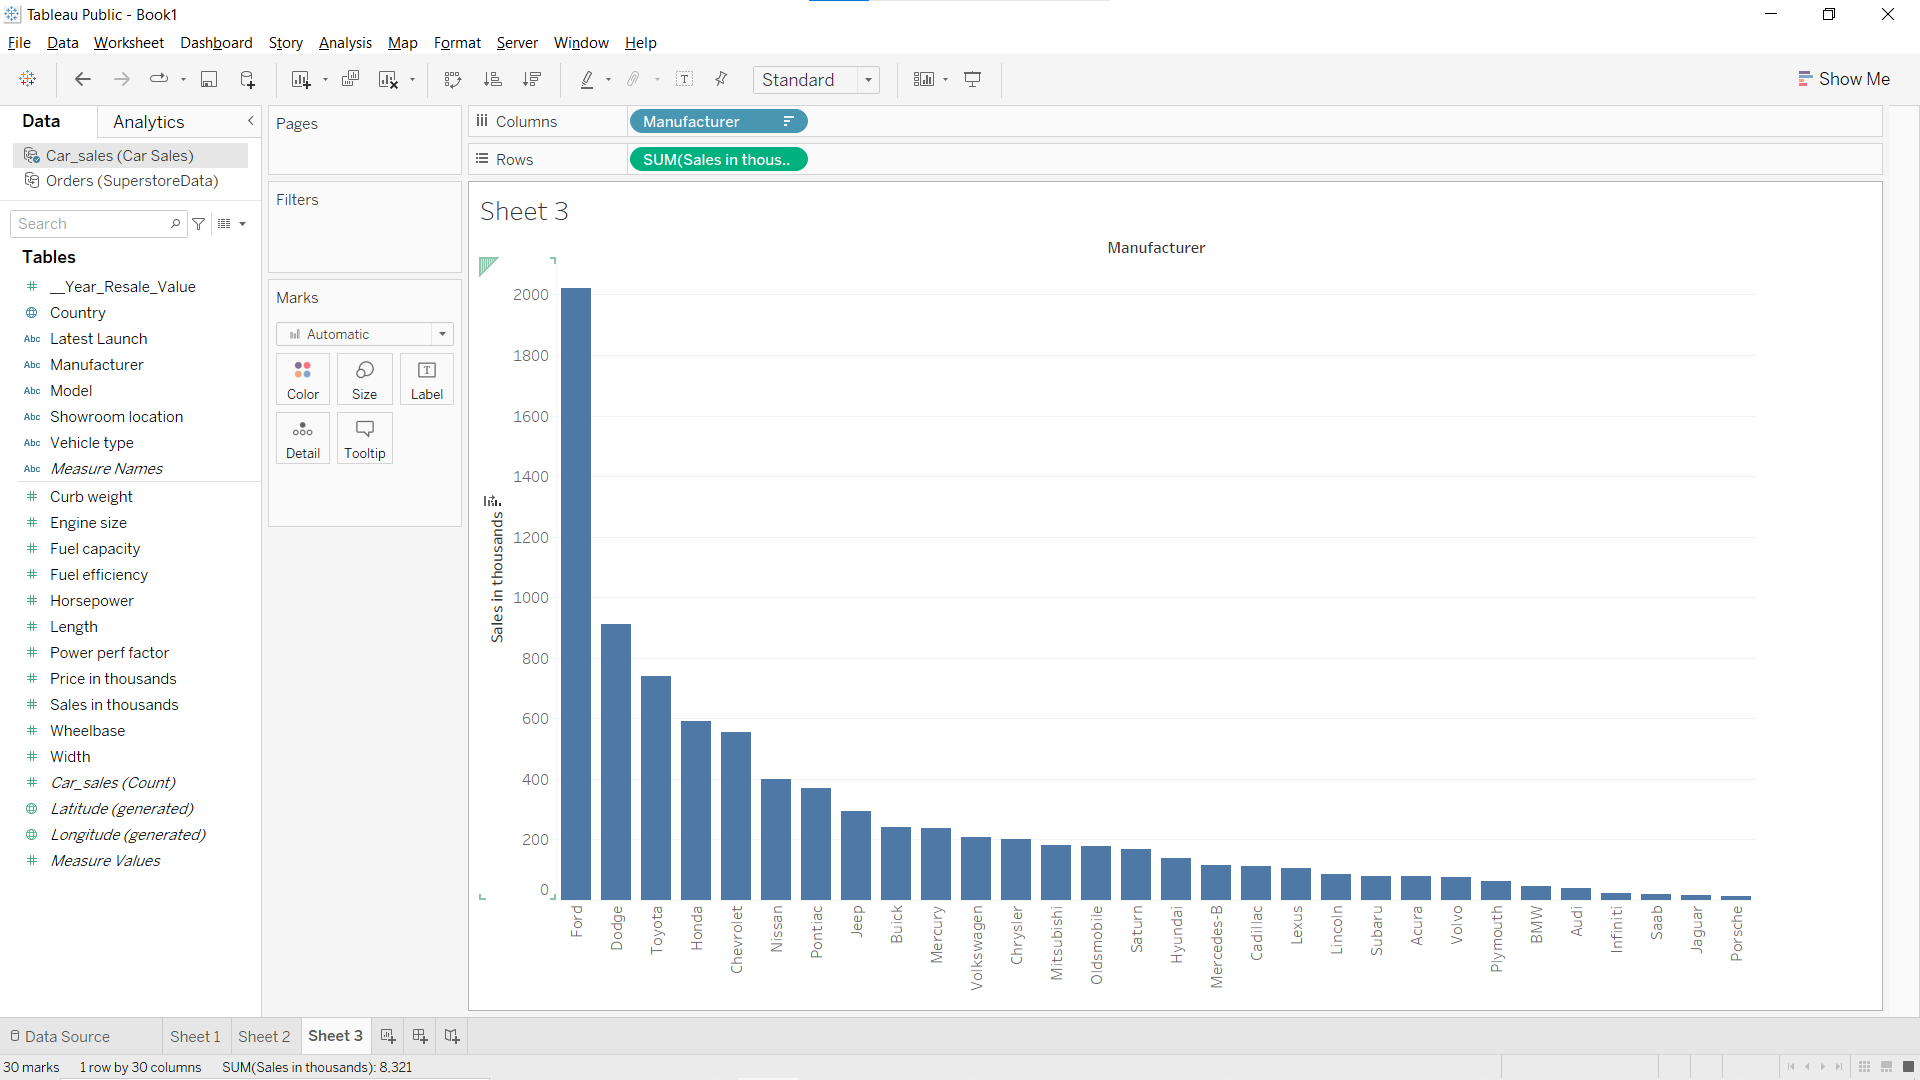 Tableau Public - Book1
File Data Worksheet Dashboard Story Analysis Map Format Server Window Help
Standard
Show Me
Data
Analytics
Car_sales (Car Sales)
Orders (SuperstoreData)
Search
Tables
__Year_Resale_Value
Abc
Country
Abc Latest Launch
Abc Manufacturer
Abc Model
Abc Showroom location
Abc Vehicle type
Abc Measure Names
Curb weight
Engine size
Fuel capacity
Fuel efficiency
Horsepower
Length
Power perf factor
Price in thousands
Sales in thousands
Wheelbase
Width
Car_sales (Count)
Latitude (generated)
Longitude (generated)
Measure Values
Pages
Filters
Marks
Automatic
Color Size Label
Detail Tooltip
Columns Manufacturer
Rows SUM(Sales in thous..
Sheet 3
Manufacturer
2000
1800
1600
1400
1200
1000
800
600
400
200
0
Sales in thousands
Ford
Dodge
Toyota
Honda
Chevrolet
Nissan
Pontiac
Jeep
Buick
Mercury
Volkswagen
Chrysler
Mitsubishi
Oldsmobile
Saturn
Hyundai
Mercedes-B
Cadillac
Lexus
Lincoln
Subaru
Acura
Volvo
Plymouth
BMW
Audi
Infiniti
Saab
Jaguar
Porsche
Data Source Sheet 1 Sheet 2 Sheet 3
30 marks 1 row by 30 columns SUM(Sales in thousands): 8,321